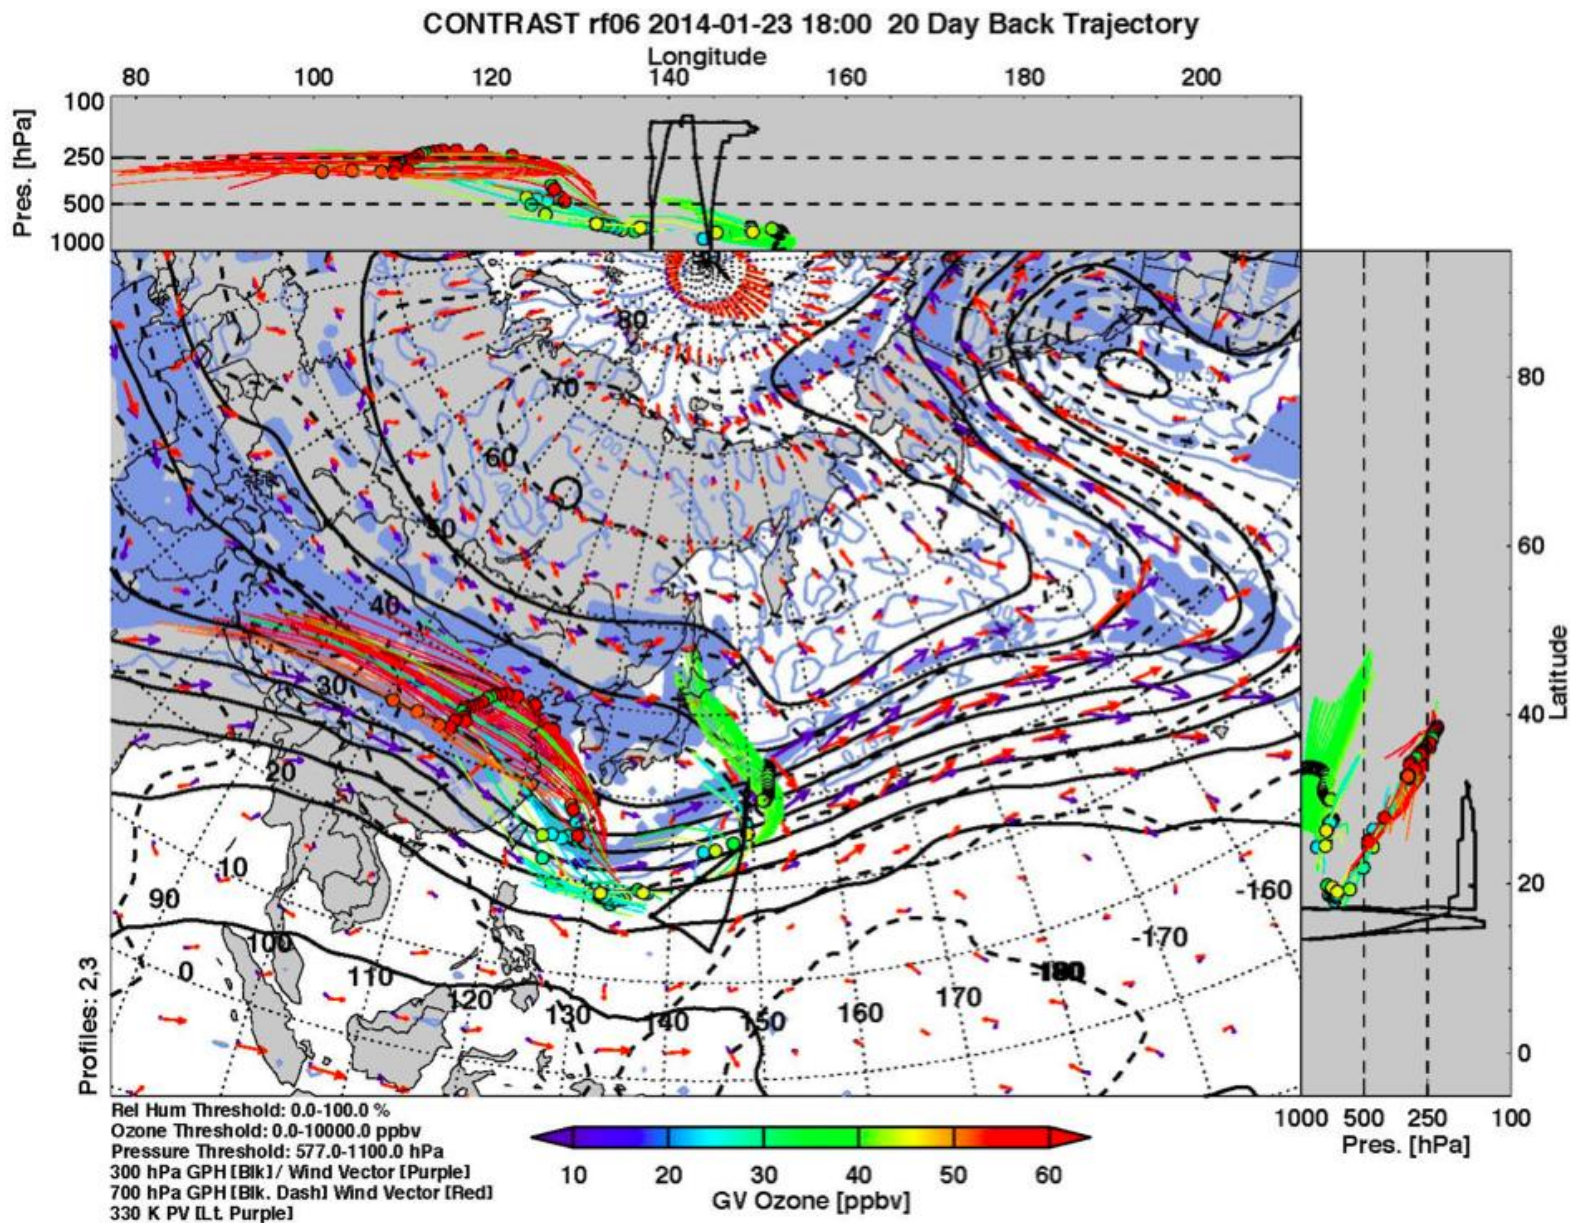 CONTRAST rf06 2014-01-23 18:00 20 Day Back Trajectory
Longitude
80 100 120 140 160 180 200
Pres. [hPa]
100
250
500
1000
80
70
60
50
40
30
20
10
90
100
0
110
120
130
140
150
160
170
-170
-160
80
60
40
20
0
Latitude
1000 500 250 100
Pres. [hPa]
Profiles: 2,3
Rel Hum Threshold: 0.0-100.0 %
Ozone Threshold: 0.0-10000.0 ppbv
Pressure Threshold: 577.0-1100.0 hPa
300 hPa GPH [Blk] / Wind Vector [Purple]
700 hPa GPH [Blk. Dash] Wind Vector [Red]
330 K PV [Lt. Purple]
10 20 30 40 50 60
GV Ozone [ppbv]